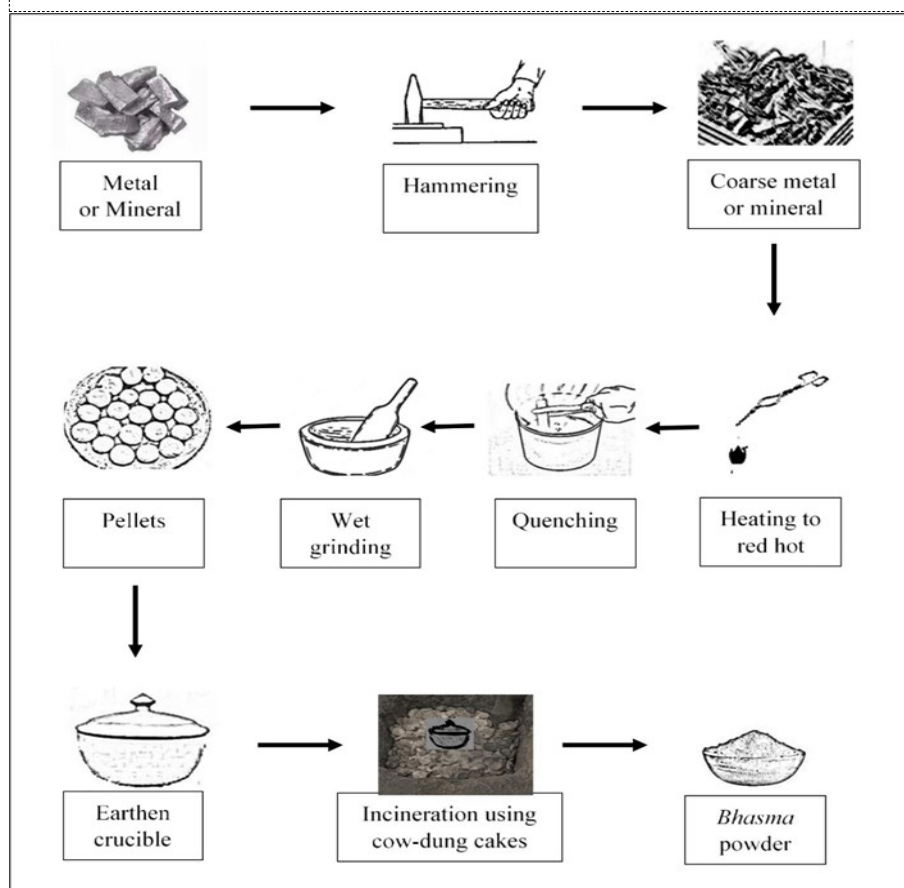 Metal
or Mineral
Hammering
Coarse metal
or mineral
Heating to
red hot
Quenching
Wet
grinding
Pellets
Earthen
crucible
Incineration using
cow-dung cakes
Bhasma
powder